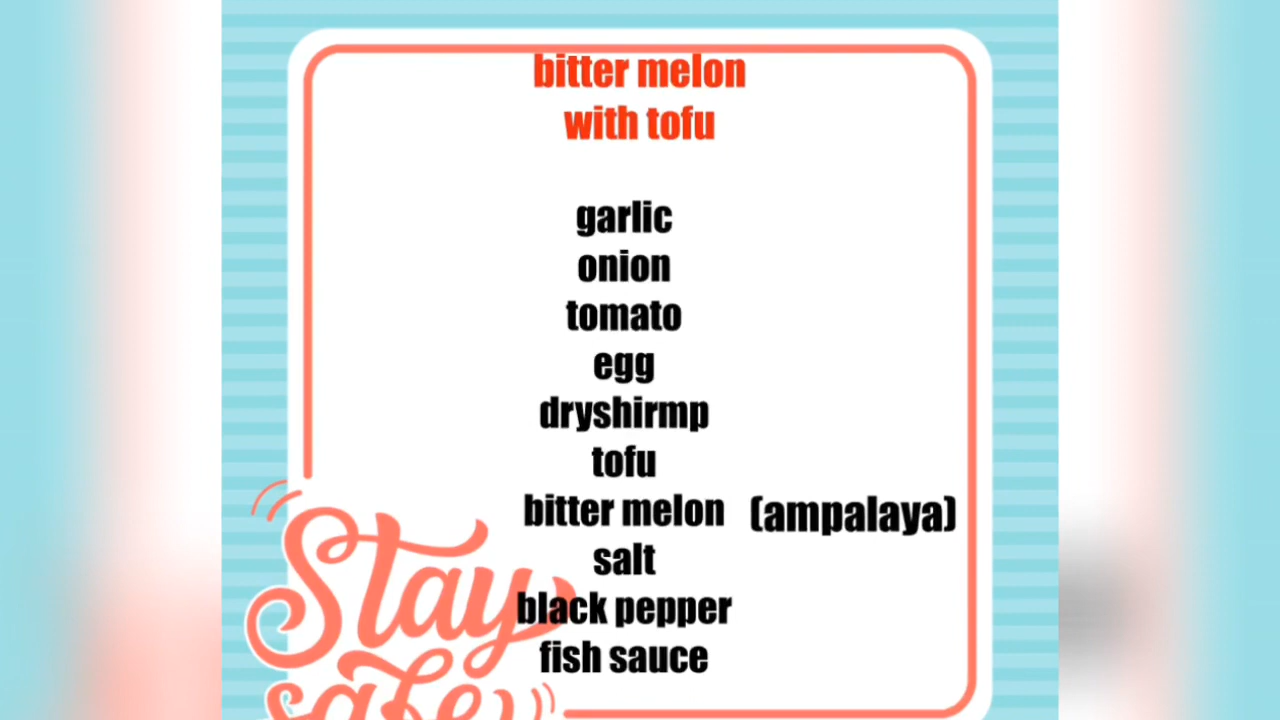 bitter melon
with tofu
garlic
onion
tomato
egg
dryshirmp
tofu
bitter melon (ampalaya)
salt
black pepper
fish sauce
Stay
safe